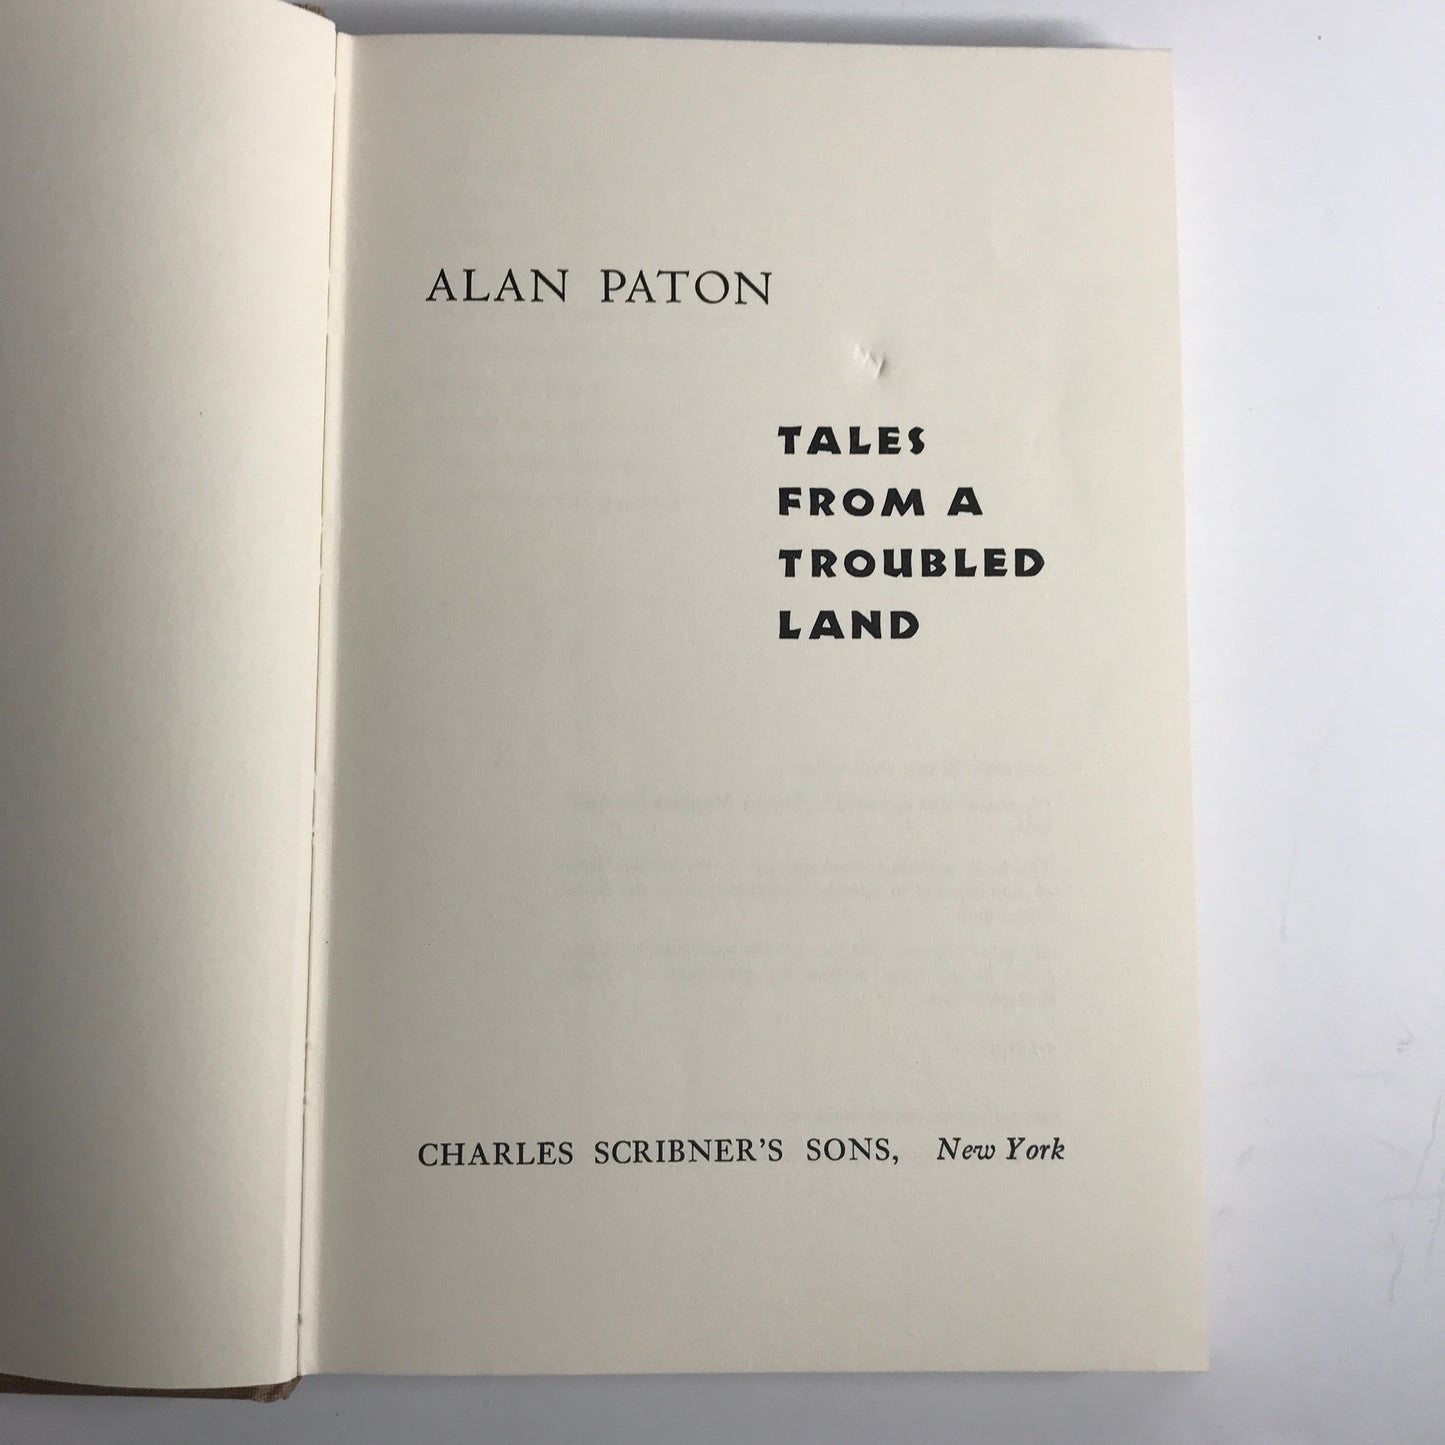 ALAN PATON
TALES
FROM A
TROUBLED
LAND
CHARLES SCRIBNER'S SONS, New York